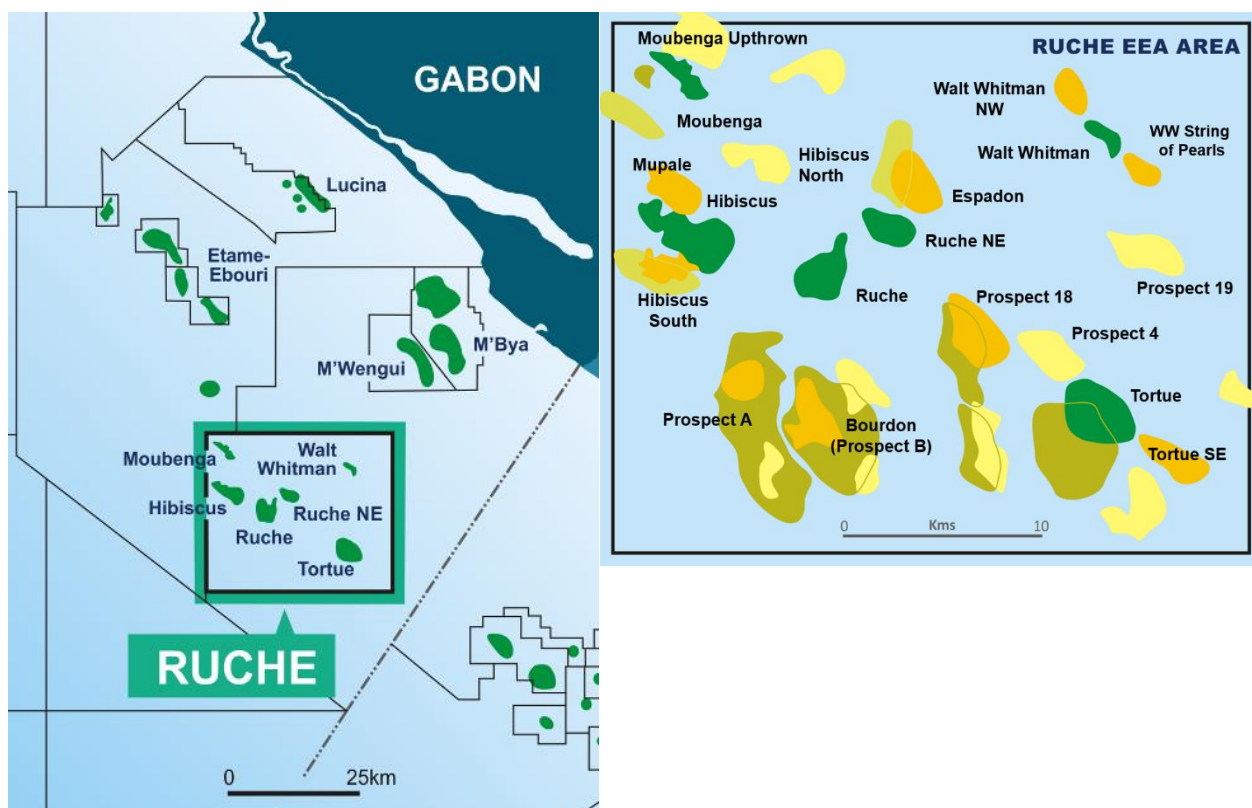 GABON
Lucina
Etame-
Ebouri
M'Bya
M'Wengui
Moubenga
Walt
Whitman
Hibiscus
Ruche NE
Ruche
Tortue
RUCHE
0
25km
RUCHE EEA AREA
Moubenga Upthrown
Walt Whitman
NW
Moubenga
WW String
of Pearls
Walt Whitman
Hibiscus
North
Mupale
Hibiscus
Espadon
Ruche NE
Prospect 19
Ruche
Prospect 18
Hibiscus
South
Prospect 4
Tortue
Prospect A
Bourdon
(Prospect B)
Tortue SE
0
Kms
10